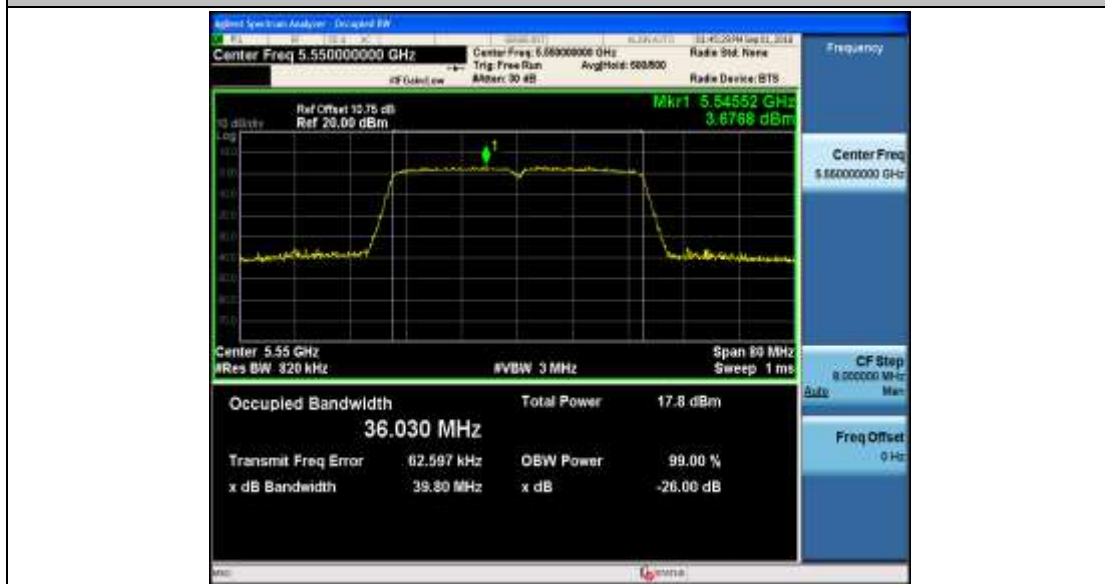 Agilent Spectrum Analyzer - Occupied BW
Center Freq 5.550000000 GHz
Center Freq: 5.550000000 GHz
Radio Std: None
Trig: Free Run Avg|Hold: 500/500
#IFGain:Low #Atten: 30 dB Radio Device: BTS
Frequency
Ref Offset 10.75 dB
Mkr1 5.54552 GHz
10 dB/div Ref 20.00 dBm 3.6768 dBm
Log
1
Center Freq
5.550000000 GHz
Center 5.55 GHz Span 80 MHz
#Res BW 820 kHz #VBW 3 MHz Sweep 1 ms
CF Step
8.000000 MHz
Auto Man
Occupied Bandwidth Total Power 17.8 dBm
36.030 MHz
Freq Offset
0 Hz
Transmit Freq Error 62.597 kHz OBW Power 99.00 %
x dB Bandwidth 39.80 MHz x dB -26.00 dB
MSG STATUS